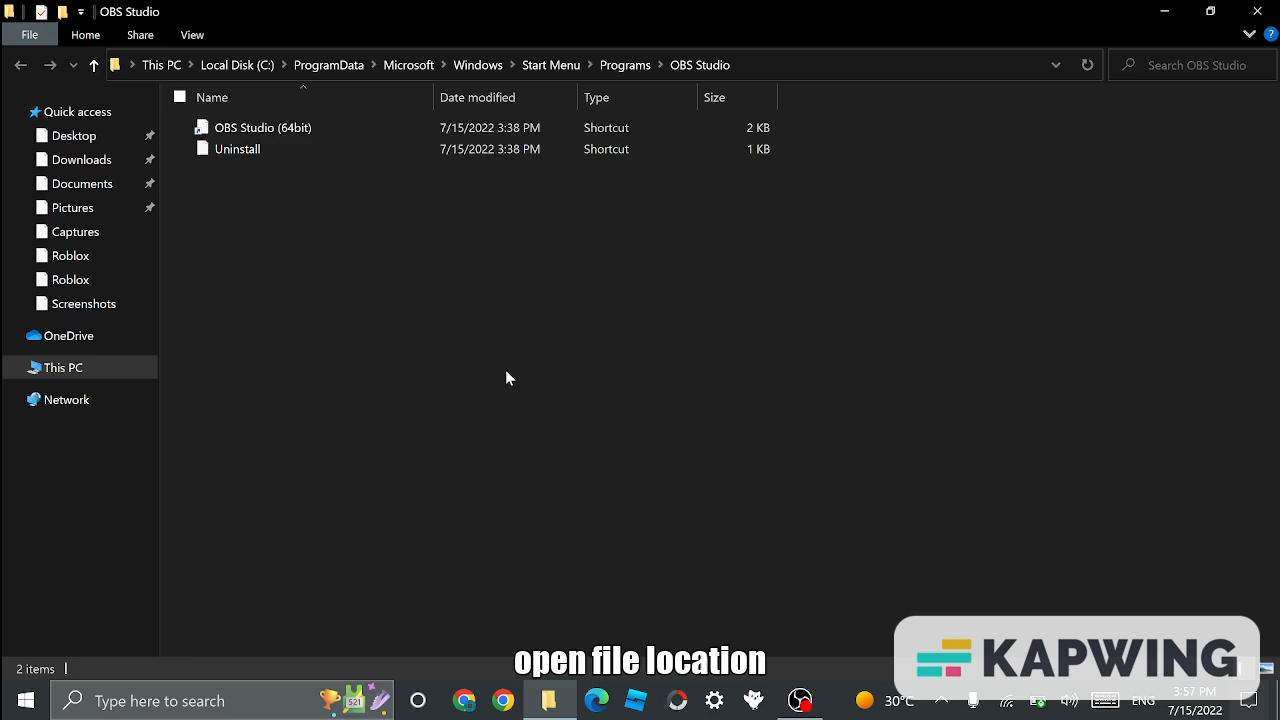 OBS Studio
File Home Share View
This PC Local Disk (C:) ProgramData Microsoft Windows Start Menu Programs OBS Studio Search OBS Studio
Name Date modified Type Size
OBS Studio (64bit) 7/15/2022 3:38 PM Shortcut 2 KB
Uninstall 7/15/2022 3:38 PM Shortcut 1 KB
Quick access
Desktop
Downloads
Documents
Pictures
Captures
Roblox
Roblox
Screenshots
OneDrive
This PC
Network
2 items
open file location
KAPWING
Type here to search
521
30°C
ENG
3:57 PM
7/15/2022